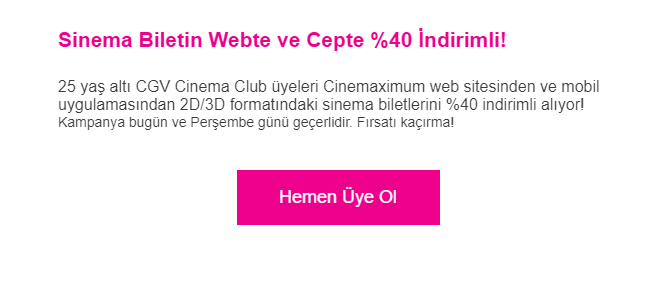 Sinema Biletin Webte ve Cepte %40 İndirimli!
25 yaş altı CGV Cinema Club üyeleri Cinemaximum web sitesinden ve mobil
uygulamasından 2D/3D formatındaki sinema biletlerini %40 indirimli alıyor!
Kampanya bugün ve Perşembe günü geçerlidir. Fırsatı kaçırma!
Hemen Üye Ol